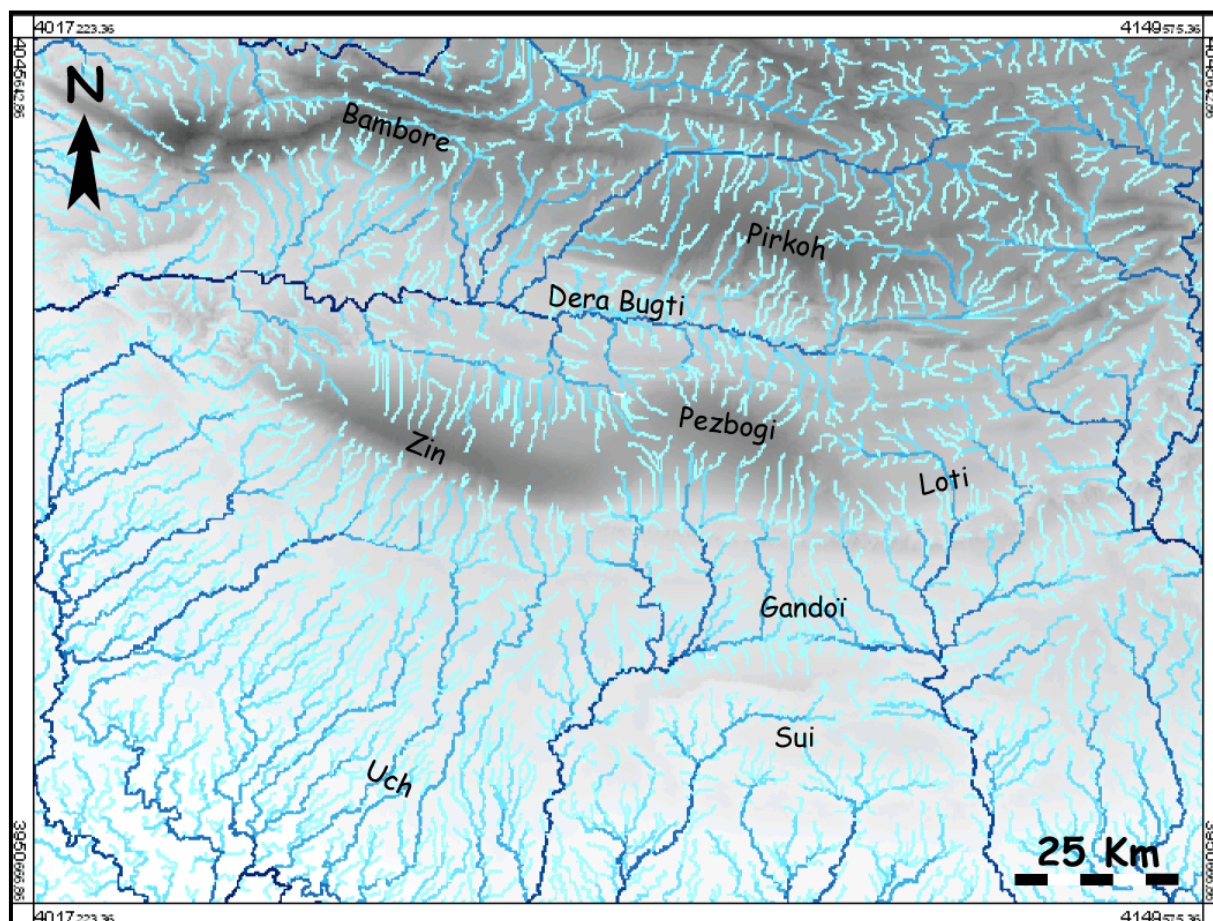 4017223.36
4149575.36
N
Bambore
Pirkoh
Dera Bugti
Pezbogi
Zin
Loti
Gandoï
Sui
Uch
25 Km
4017223.36
4149575.36